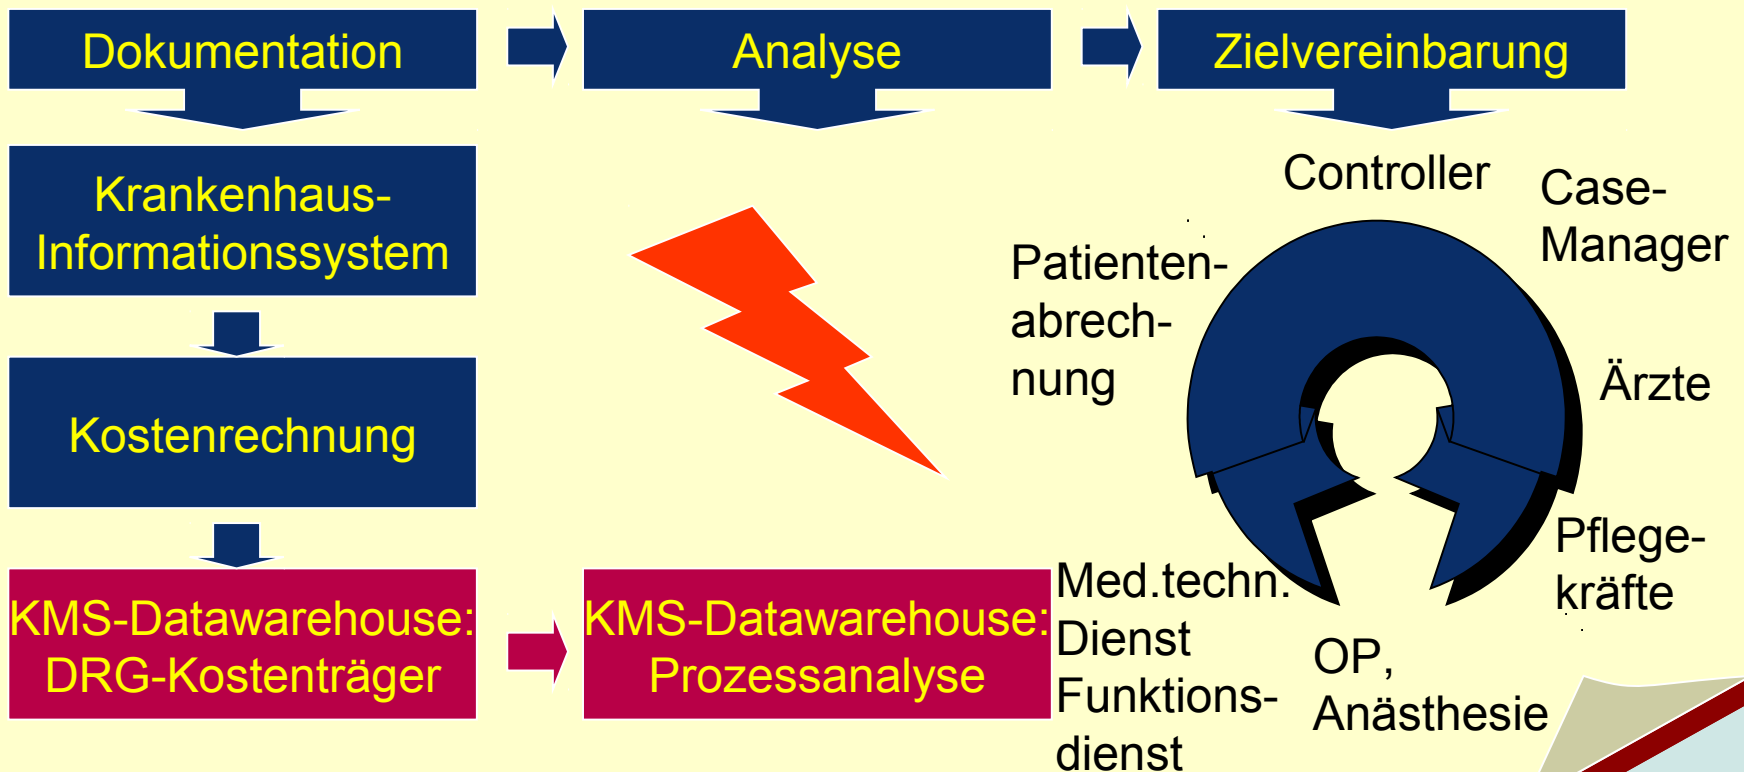 Dokumentation
Analyse
Zielvereinbarung
Krankenhaus-
Informationssystem
Kostenrechnung
KMS-Datawarehouse:
DRG-Kostenträger
KMS-Datawarehouse:
Prozessanalyse
Controller
Case-
Manager
Ärzte
Pflege-
kräfte
OP,
Anästhesie
Med.techn.
Dienst
Funktions-
dienst
Patienten-
abrech-
nung